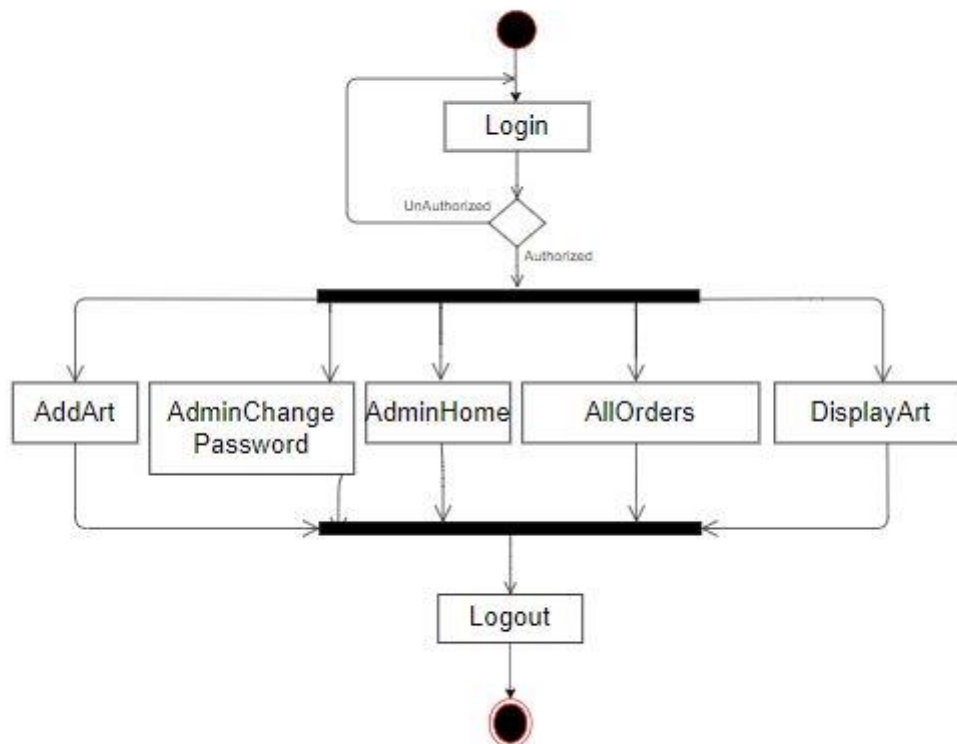 Login
UnAuthorized
Authorized
AddArt
AdminChange
Password
AdminHome
AllOrders
DisplayArt
Logout